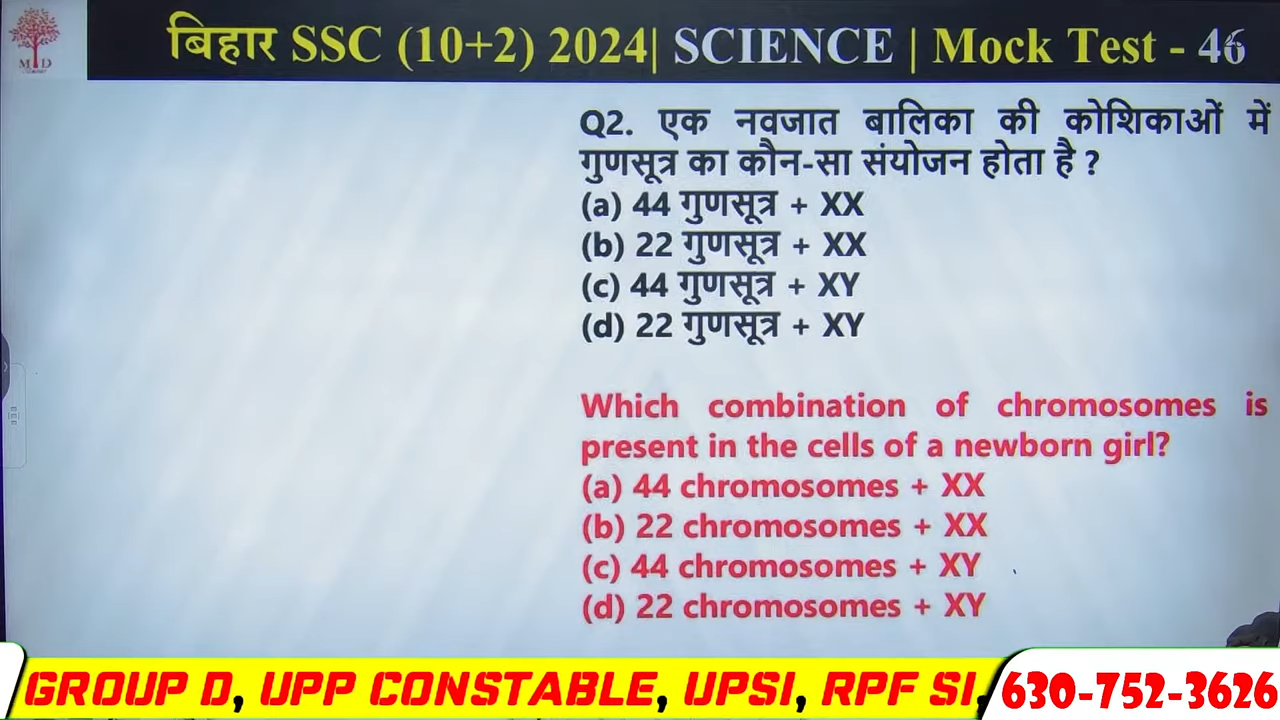 बिहार SSC (10+2) 2024| SCIENCE | Mock Test - 46
Q2. एक नवजात बालिका की कोशिकाओं में
गुणसूत्र का कौन-सा संयोजन होता है ?
(a) 44 गुणसूत्र + XX
(b) 22 गुणसूत्र + XX
(c) 44 गुणसूत्र + XY
(d) 22 गुणसूत्र + XY
Which combination of chromosomes is
present in the cells of a newborn girl?
(a) 44 chromosomes + XX
(b) 22 chromosomes + XX
(c) 44 chromosomes + XY
(d) 22 chromosomes + XY
GROUP D, UPP CONSTABLE, UPSI, RPF SI, 630-752-3626